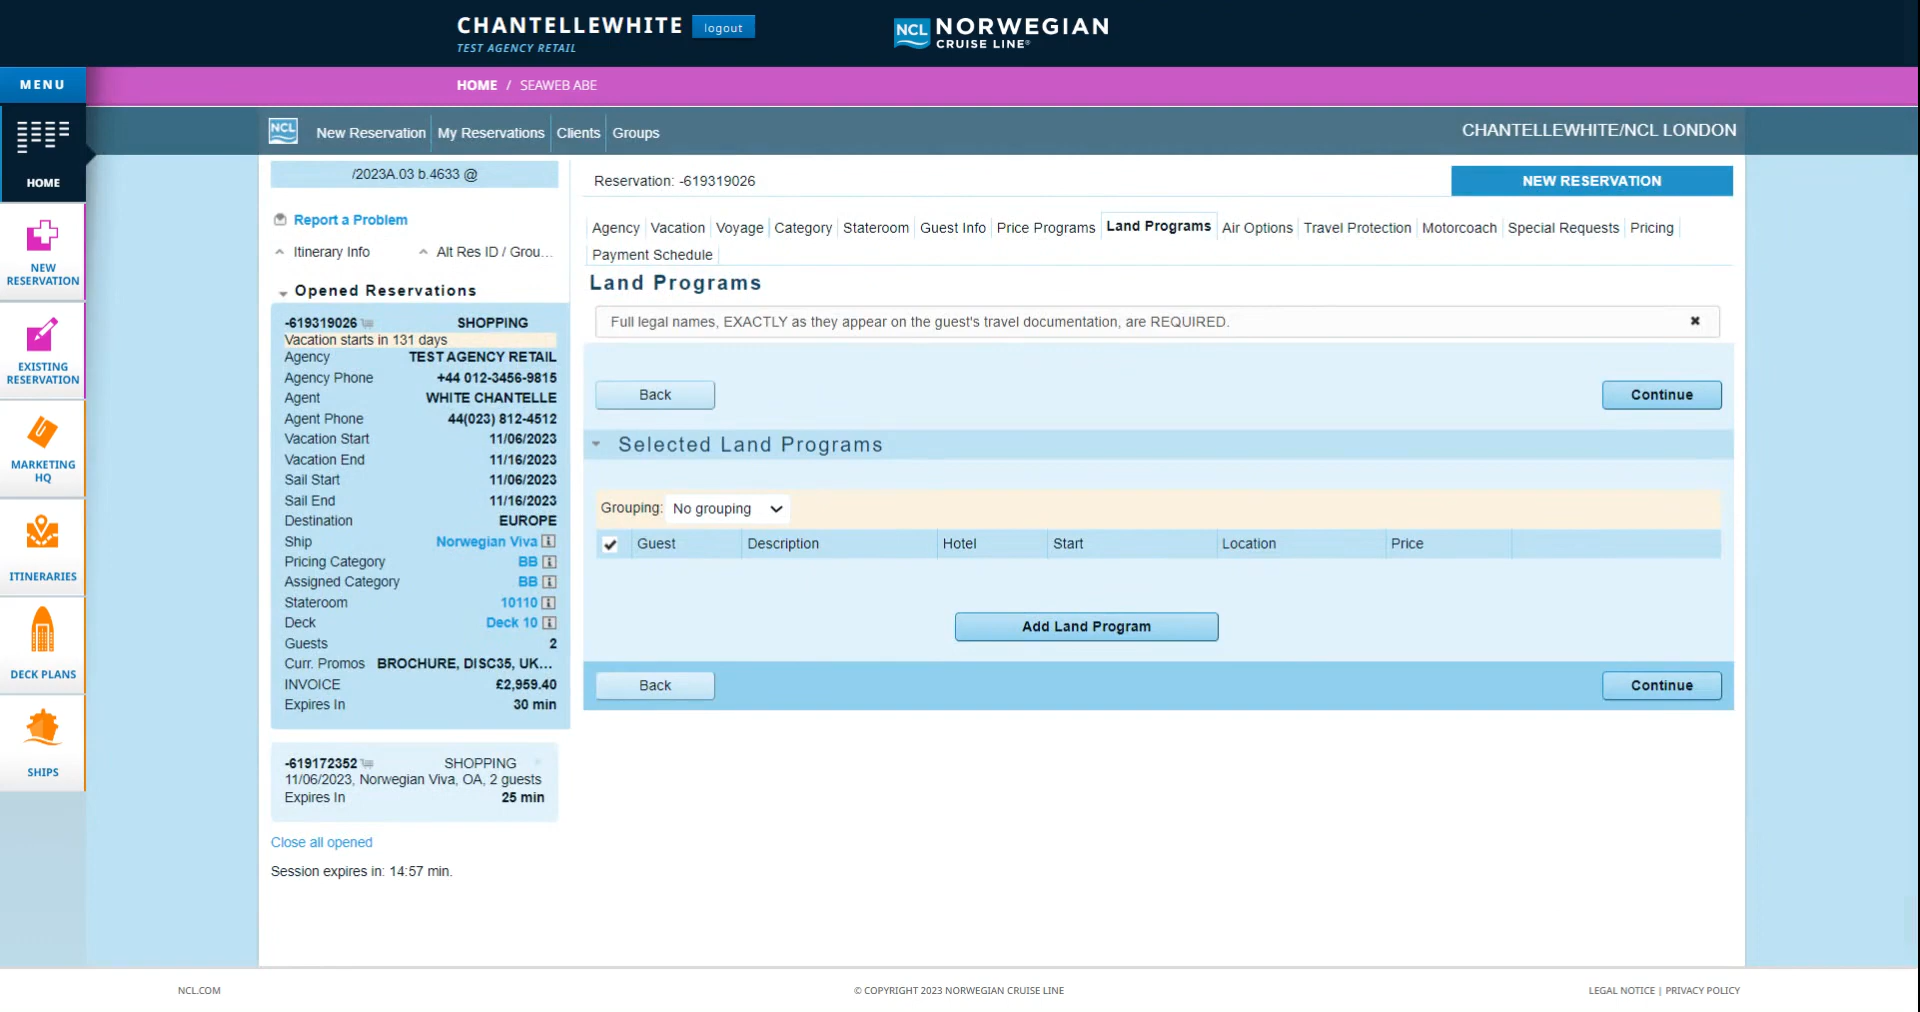 CHANTELLEWHITE logout
TEST AGENCY RETAIL
NCL NORWEGIAN
CRUISE LINE®
MENU
HOME / SEAWEB ABE
NCL New Reservation My Reservations Clients Groups
CHANTELLEWHITE/NCL LONDON
HOME
NEW
RESERVATION
EXISTING
RESERVATION
MARKETING
HQ
ITINERARIES
DECK PLANS
SHIPS
/2023A.03 b.4633 @
Report a Problem
Itinerary Info Alt Res ID / Grou...
Opened Reservations
-619319026 SHOPPING
Vacation starts in 131 days
Agency TEST AGENCY RETAIL
Agency Phone +44 012-3456-9815
Agent WHITE CHANTELLE
Agent Phone 44(023) 812-4512
Vacation Start 11/06/2023
Vacation End 11/16/2023
Sail Start 11/06/2023
Sail End 11/16/2023
Destination EUROPE
Ship Norwegian Viva
Pricing Category BB
Assigned Category BB
Stateroom 10110
Deck Deck 10
Guests 2
Curr. Promos BROCHURE, DISC35, UK...
INVOICE £2,959.40
Expires In 30 min
-619172352 SHOPPING
11/06/2023, Norwegian Viva, OA, 2 guests
Expires In 25 min
Close all opened
Session expires in: 14:57 min.
Reservation: -619319026
NEW RESERVATION
Agency Vacation Voyage Category Stateroom Guest Info Price Programs Land Programs Air Options Travel Protection Motorcoach Special Requests Pricing
Payment Schedule
Land Programs
Full legal names, EXACTLY as they appear on the guest's travel documentation, are REQUIRED.
Back Continue
Selected Land Programs
Grouping: No grouping
Guest Description Hotel Start Location Price
Add Land Program
Back Continue
NCL.COM
© COPYRIGHT 2023 NORWEGIAN CRUISE LINE
LEGAL NOTICE | PRIVACY POLICY